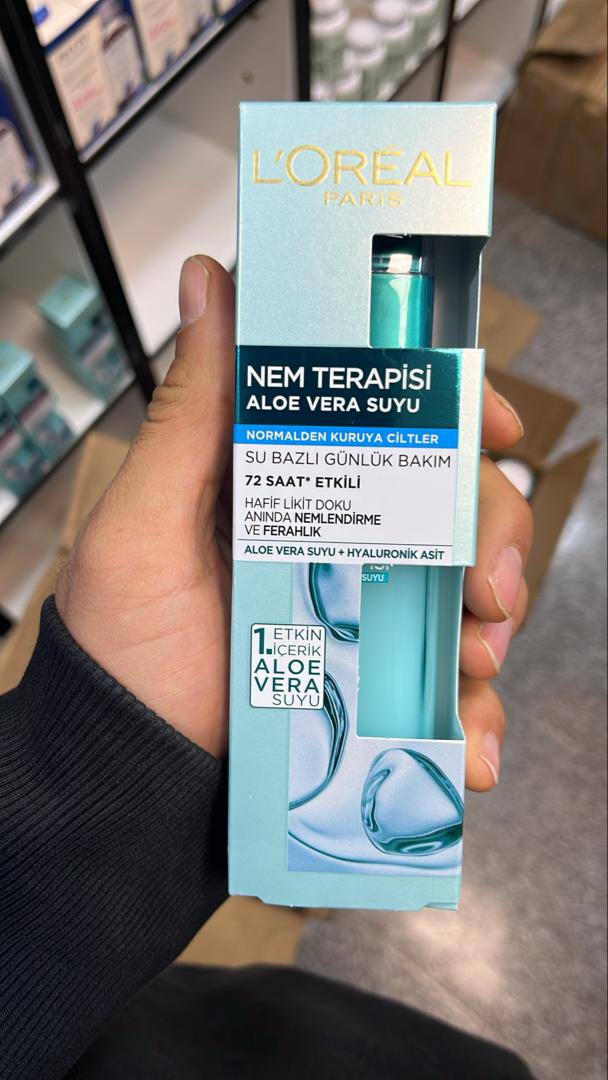 L'ORÉAL
PARIS
NEM TERAPİSİ
ALOE VERA SUYU
NORMALDEN KURUYA CİLTLER
SU BAZLI GÜNLÜK BAKIM
72 SAAT* ETKİLİ
HAFİF LİKİT DOKU
ANINDA NEMLENDİRME
VE FERAHLIK
ALOE VERA SUYU + HYALURONİK ASİT
SUYU
1. ETKİN
İÇERİK
ALOE
VERA
SUYU